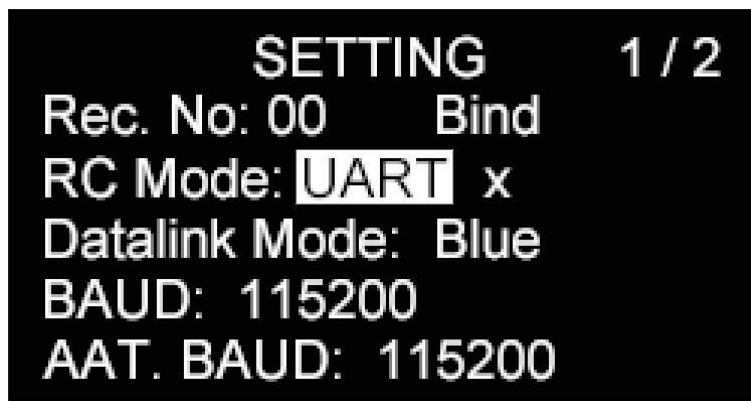 SETTING 1 / 2
Rec. No: 00 Bind
RC Mode: UART x
Datalink Mode: Blue
BAUD: 115200
AAT. BAUD: 115200